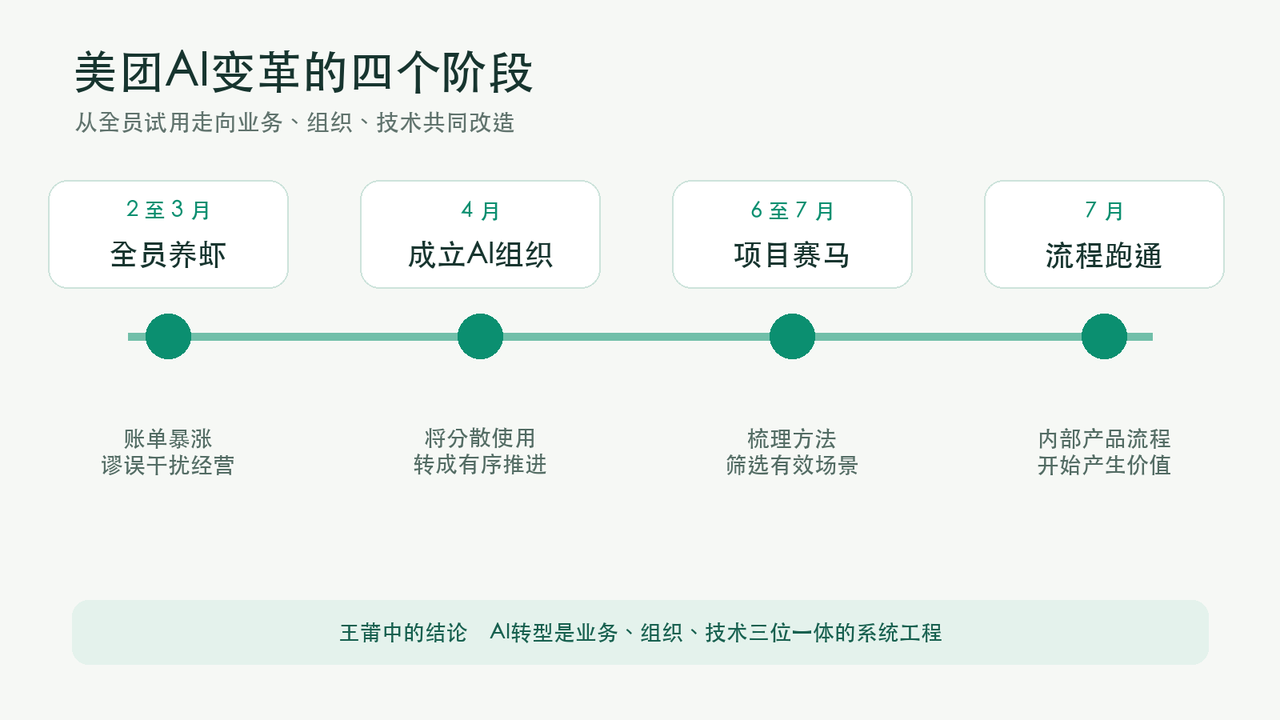 美团AI变革的四个阶段
从全员试用走向业务、组织、技术共同改造
2 至 3 月
全员养虾
4 月
成立AI组织
6 至 7 月
项目赛马
7 月
流程跑通
账单暴涨
谬误干扰经营
将分散使用
转成有序推进
梳理方法
筛选有效场景
内部产品流程
开始产生价值
王莆中的结论 AI转型是业务、组织、技术三位一体的系统工程